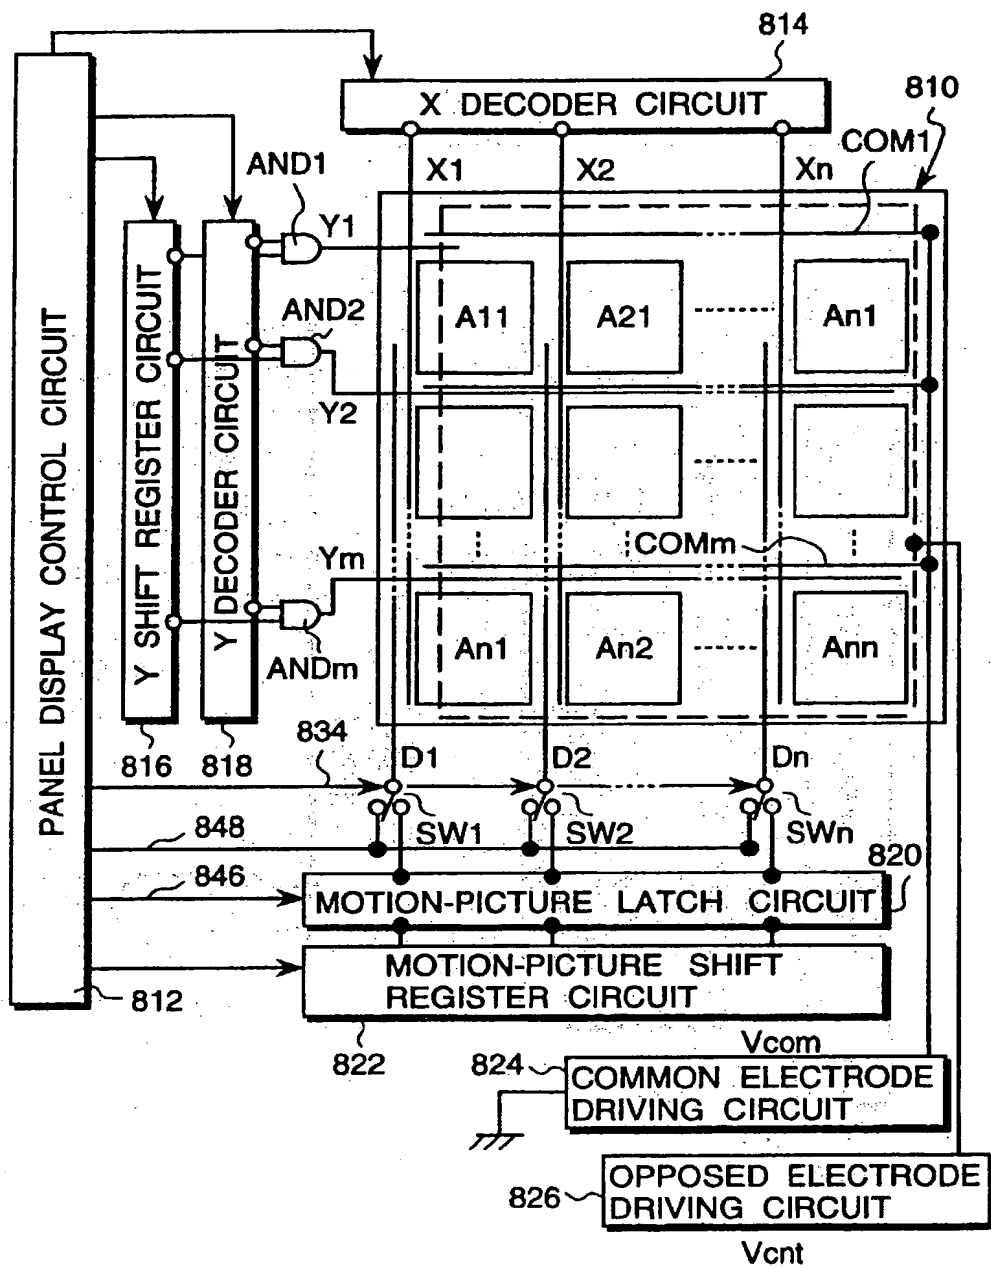 814
X DECODER CIRCUIT
810
COM1
AND1
X1
X2
Xn
Y1
A11
A21
An1
AND2
Y2
PANEL DISPLAY CONTROL CIRCUIT
Y SHIFT REGISTER CIRCUIT
Y DECODER CIRCUIT
COMm
Ym
An1
An2
Ann
ANDm
816
818
834
D1
D2
Dn
SW1
SW2
SWn
848
820
846
MOTION-PICTURE LATCH CIRCUIT
MOTION-PICTURE SHIFT
REGISTER CIRCUIT
812
822
Vcom
824
COMMON ELECTRODE
DRIVING CIRCUIT
826
OPPOSED ELECTRODE
DRIVING CIRCUIT
Vcnt